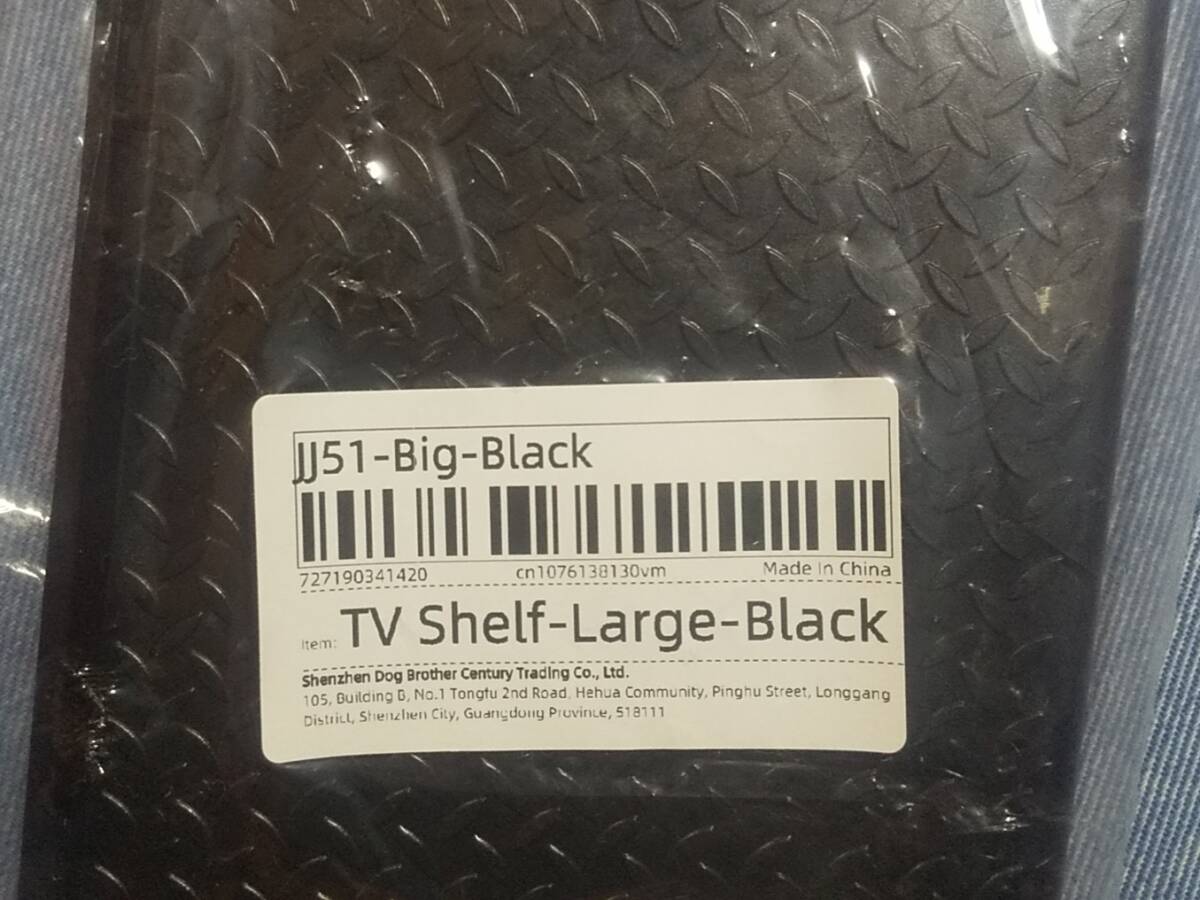 JJ51-Big-Black
727190341420 cn1076138130vm Made In China
Item: TV Shelf-Large-Black
Shenzhen Dog Brother Century Trading Co., Ltd.
105, Building B, No.1 Tongfu 2nd Road, Hehua Community, Pinghu Street, Longgang
District, Shenzhen City, Guangdong Province, 518111